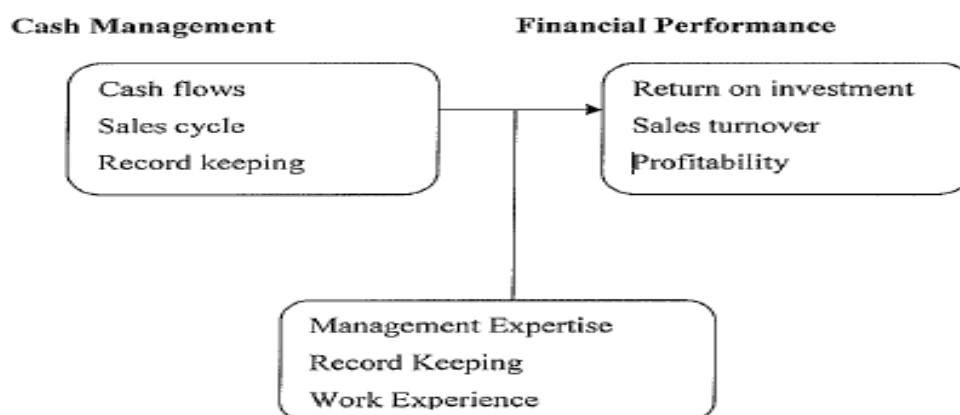 Cash Management
Financial Performance
Cash flows
Sales cycle
Record keeping
Return on investment
Sales turnover
Profitability
Management Expertise
Record Keeping
Work Experience